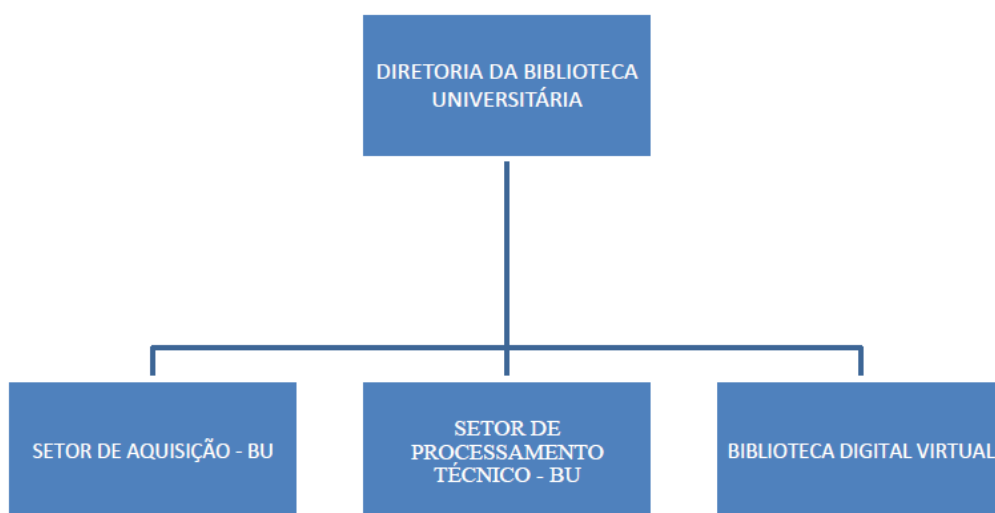 DIRETORIA DA BIBLIOTECA
UNIVERSITÁRIA
SETOR DE AQUISIÇÃO - BU
SETOR DE
PROCESSAMENTO
TÉCNICO - BU
BIBLIOTECA DIGITAL VIRTUAL